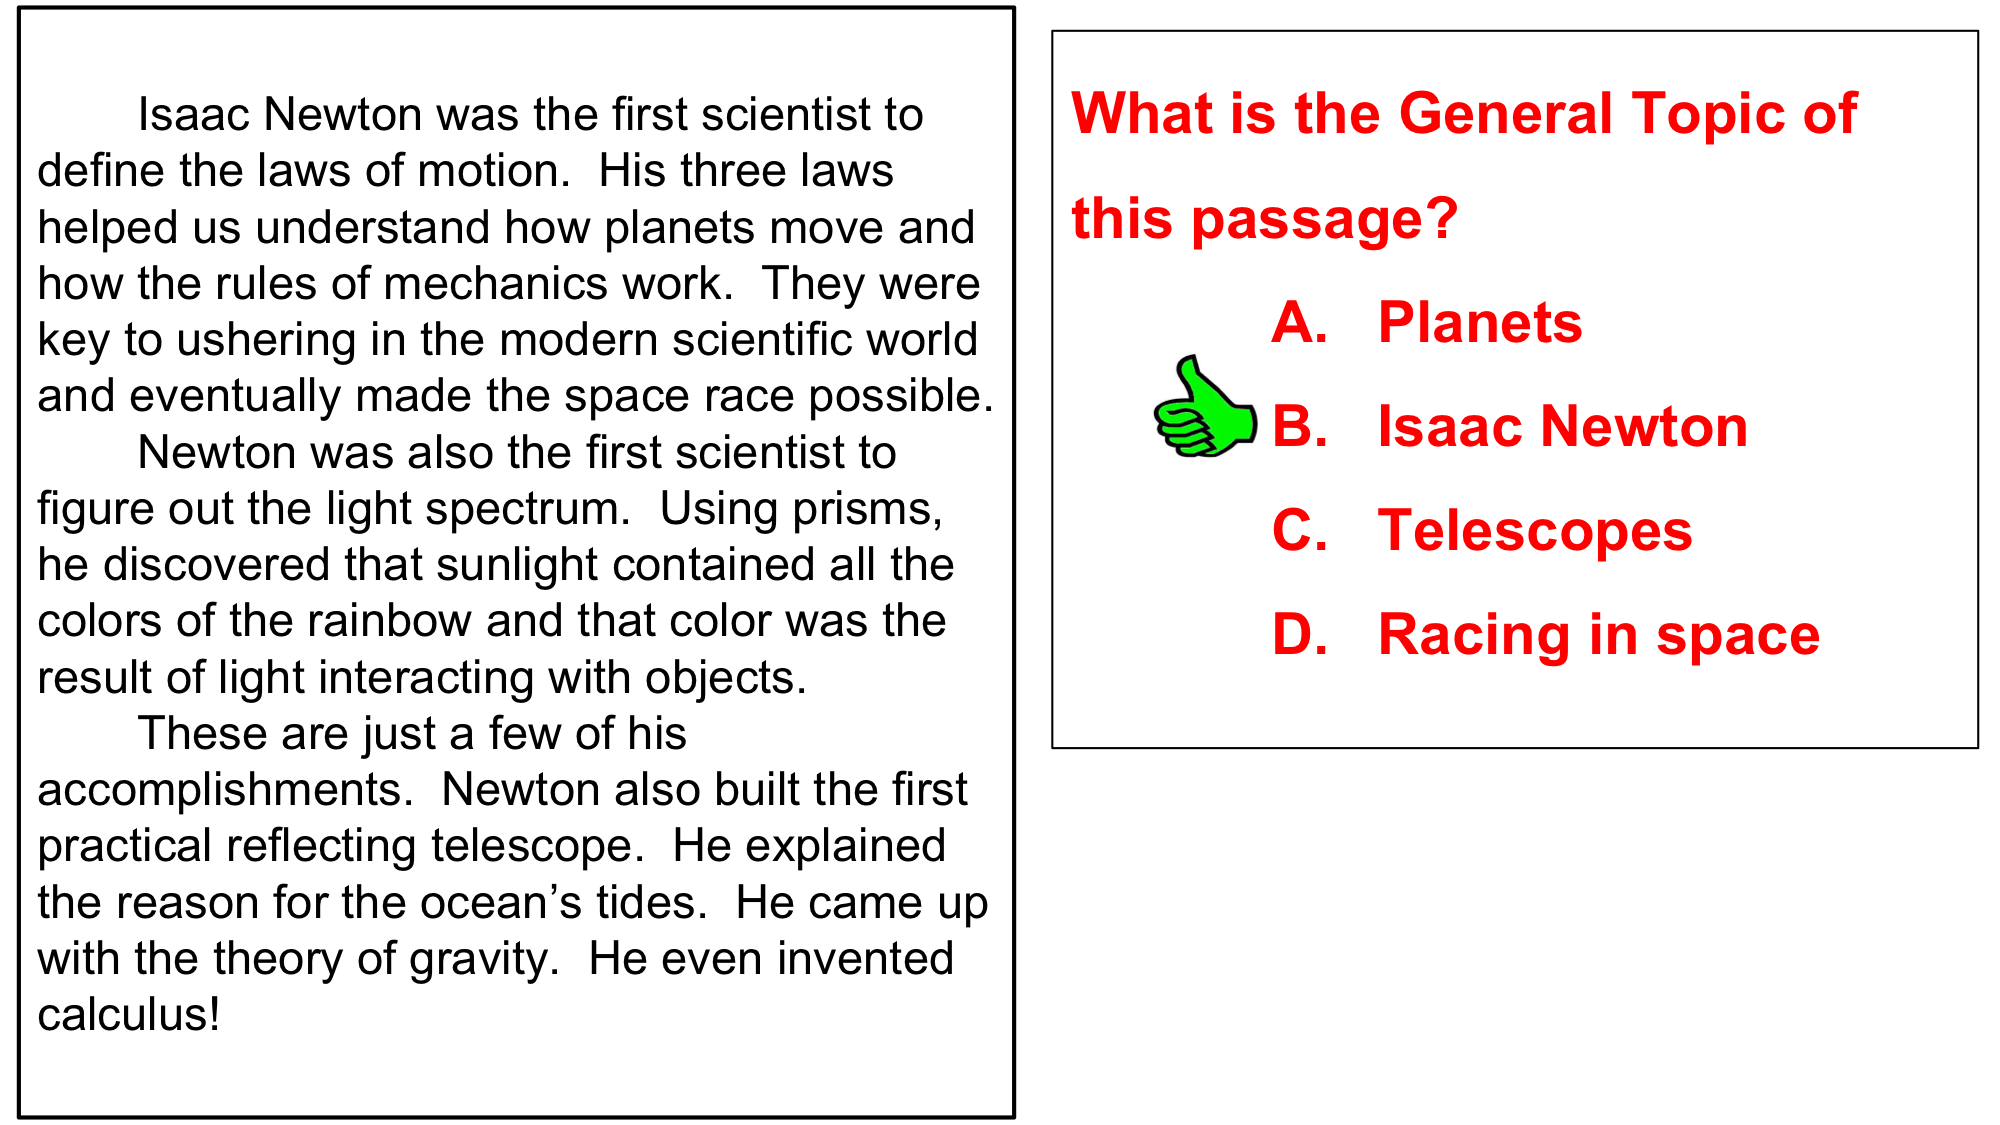 Isaac Newton was the first scientist to
define the laws of motion.  His three laws
helped us understand how planets move and
how the rules of mechanics work.  They were
key to ushering in the modern scientific world
and eventually made the space race possible.
Newton was also the first scientist to
figure out the light spectrum.  Using prisms,
he discovered that sunlight contained all the
colors of the rainbow and that color was the
result of light interacting with objects.
These are just a few of his
accomplishments.  Newton also built the first
practical reflecting telescope.  He explained
the reason for the ocean’s tides.  He came up
with the theory of gravity.  He even invented
calculus!
What is the General Topic of
this passage?
A. Planets
B. Isaac Newton
C. Telescopes
D. Racing in space